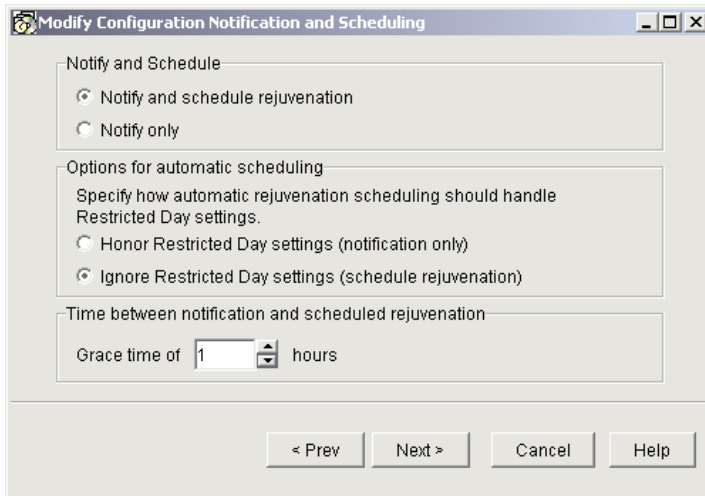 Modify Configuration Notification and Scheduling
Notify and Schedule
Notify and schedule rejuvenation
Notify only
Options for automatic scheduling
Specify how automatic rejuvenation scheduling should handle
Restricted Day settings.
Honor Restricted Day settings (notification only)
Ignore Restricted Day settings (schedule rejuvenation)
Time between notification and scheduled rejuvenation
Grace time of 1 hours
< Prev Next > Cancel Help